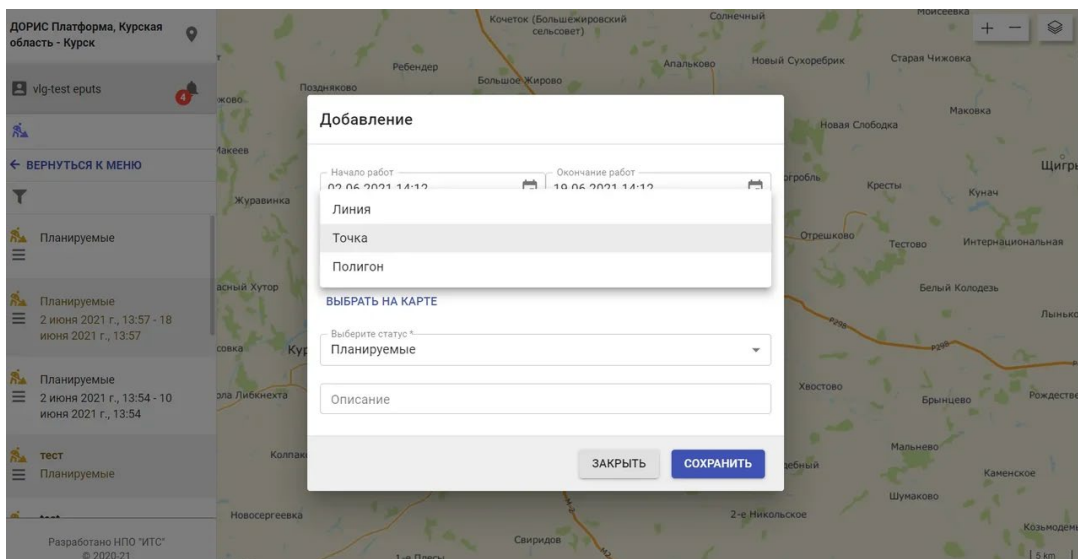 ДОРИС Платформа, Курская
область - Курск
vlg-test eputs
4
ВЕРНУТЬСЯ К МЕНЮ
Планируемые
Планируемые
2 июня 2021 г., 13:57 - 18
июня 2021 г., 13:57
Планируемые
2 июня 2021 г., 13:54 - 10
июня 2021 г., 13:54
тест
Планируемые
Разработано НПО "ИТС"
© 2020-21
Добавление
Начало работ
02.06.2021 14:12
Окончание работ
19.06.2021 14:12
Линия
Точка
Полигон
ВЫБРАТЬ НА КАРТЕ
Выберите статус *
Планируемые
Описание
ЗАКРЫТЬ
СОХРАНИТЬ
Кочеток (Большежировский
сельсовет)
Солнечный
Моисеевка
Ребендер
Апальково
Новый Сухоребрик
Старая Чижовка
Поздняково
Большое Жирово
Маковка
Новая Слободка
Щигры
Журавинка
Кресты
Кунач
Отрешково
Тестово
Интернациональная
асный Хутор
Белый Колодезь
Р298
Р298
Хвостово
Брынцево
Мальнево
Каменское
Шумаково
Новосергеевка
2-е Никольское
Свиридов
М-2
5 km